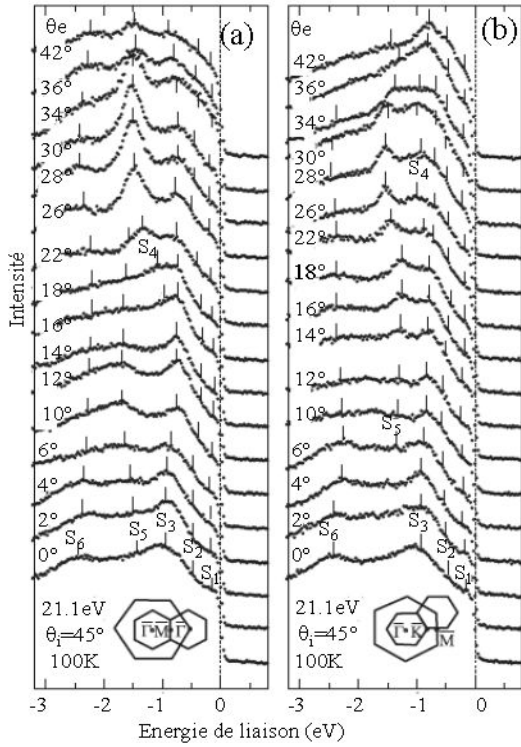 (a)
θe
42°
36°
34°
30°
28°
26°
22°
18°
16°
14°
12°
10°
6°
4°
2°
0°
S4
S6
S5
S3
S2
S1
21.1eV
θi=45°
100K
Γ M Γ
-3 -2 -1 0
(b)
θe
42°
36°
34°
30°
28°
26°
22°
18°
16°
14°
12°
10°
6°
4°
2°
0°
S4
S5
S6
S3
S2
S1
21.1eV
θi=45°
100K
Γ K
M
-3 -2 -1 0
Intensité
Energie de liaison (eV)